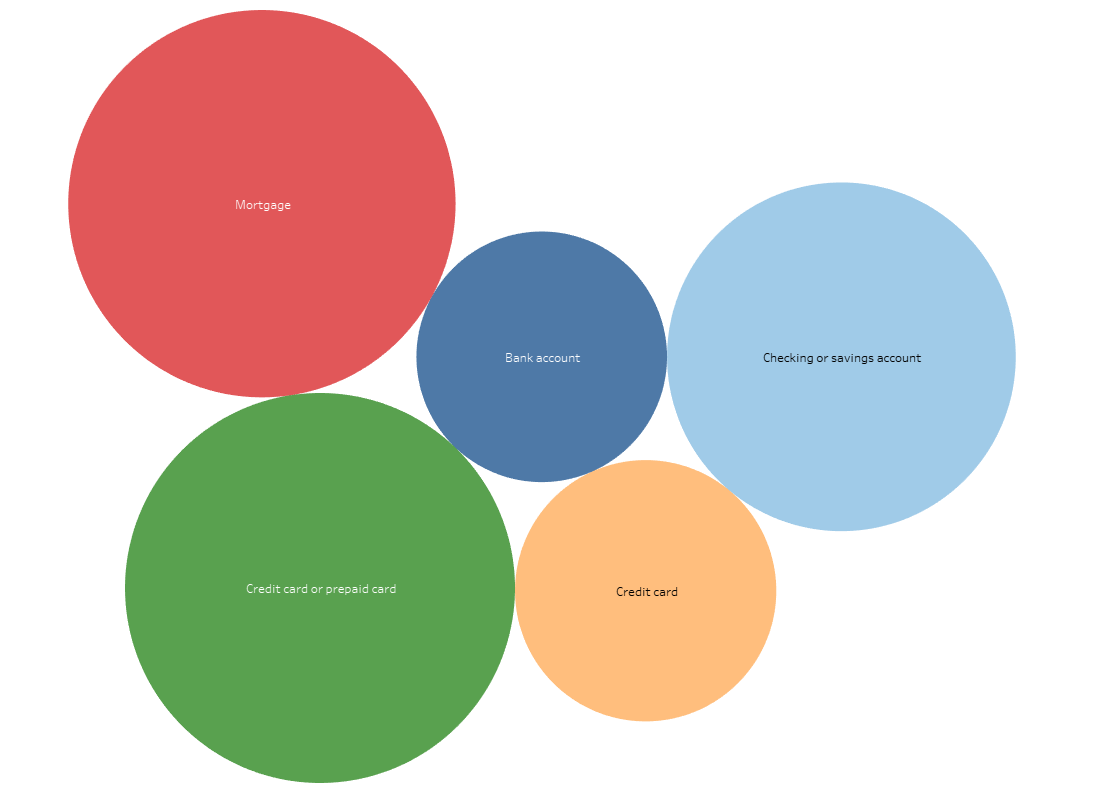 Mortgage
Bank account
Checking or savings account
Credit card or prepaid card
Credit card